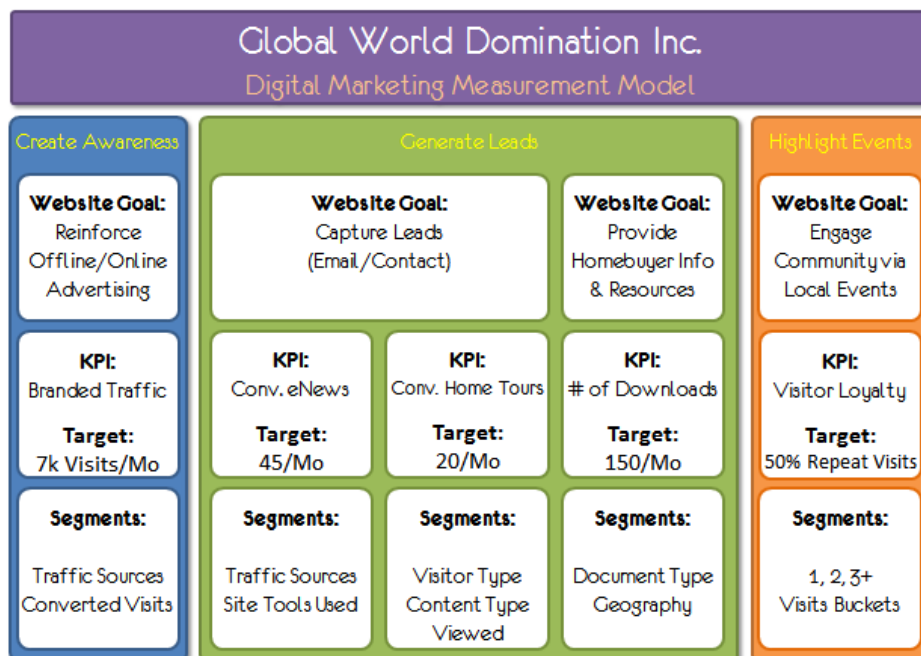 Global World Domination Inc.
Digital Marketing Measurement Model
Create Awareness
Website Goal:
Reinforce
Offline/Online
Advertising
KPI:
Branded Traffic
Target:
7k Visits/Mo
Segments:
Traffic Sources
Converted Visits
Generate Leads
Website Goal:
Capture Leads
(Email/Contact)
KPI:
Conv. eNews
Target:
45/Mo
Segments:
Traffic Sources
Site Tools Used
KPI:
Conv. Home Tours
Target:
20/Mo
Segments:
Visitor Type
Content Type
Viewed
Website Goal:
Provide
Homebuyer Info
& Resources
KPI:
# of Downloads
Target:
150/Mo
Segments:
Document Type
Geography
Highlight Events
Website Goal:
Engage
Community via
Local Events
KPI:
Visitor Loyalty
Target:
50% Repeat Visits
Segments:
1, 2, 3+
Visits Buckets